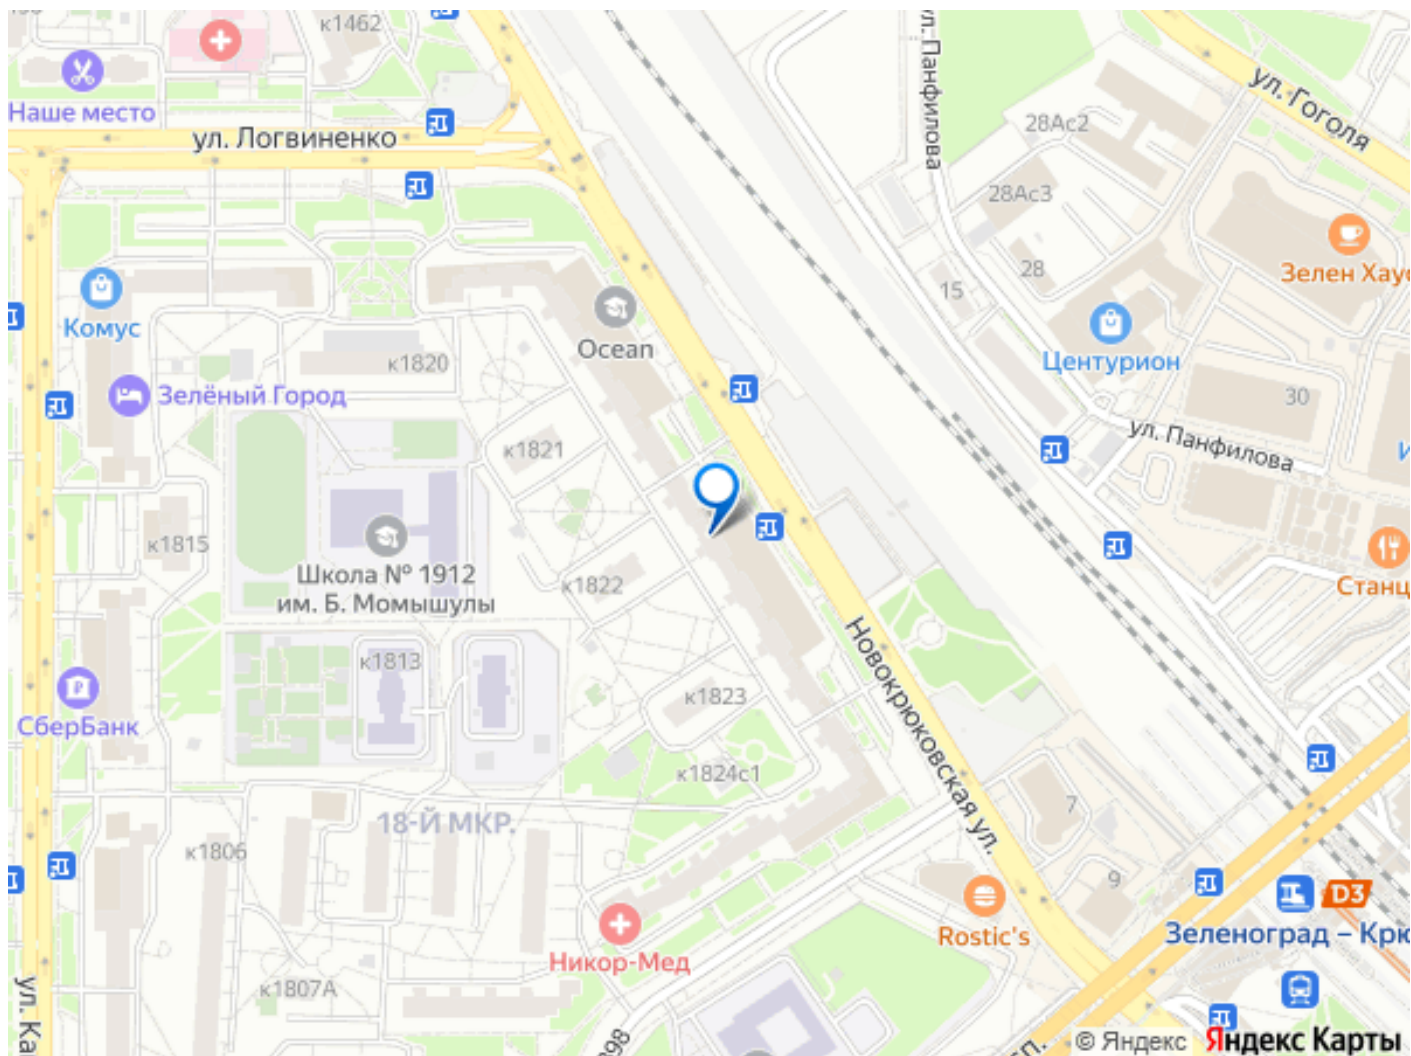 к1462
Наше место
ул. Логвиненко
ул. Панфилова
ул. Гоголя
28Ас2
28Ас3
28
15
Зелен Хаус
Комус
Ocean
к1820
Центурион
Зелёный Город
30
ул. Панфилова
И
к1821
к1815
Школа № 1912
им. Б. Момышулы
к1822
Станц
Новокрюковская ул.
к1813
к1823
СберБанк
к1824с1
7
18-Й МКР.
к1806
9
D3
Rostic's
Зеленоград – Крю
Никор-Мед
ул. Ка
к1807А
998
© Яндекс
Яндекс Карты